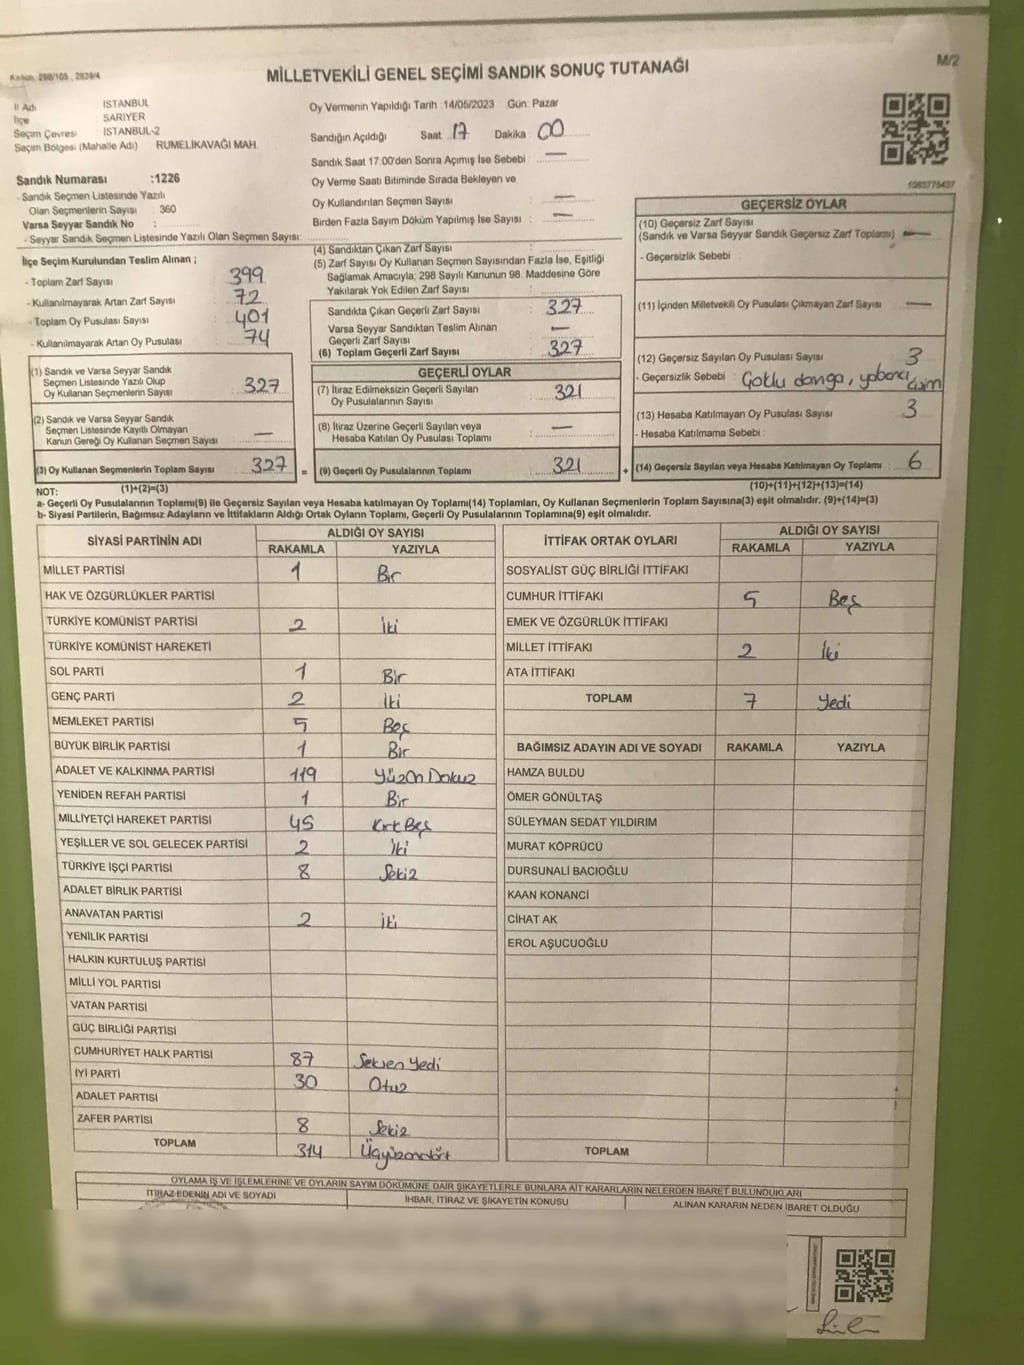 Kanun: 298/105 , 2839/4
MİLLETVEKİLİ GENEL SEÇİMİ SANDIK SONUÇ TUTANAĞI
M/2
İl Adı İSTANBUL
İlçe SARIYER
Seçim Çevresi İSTANBUL-2
Seçim Bölgesi (Mahalle Adı) RUMELİKAVAĞI MAH.
Sandık Numarası :1226
- Sandık Seçmen Listesinde Yazılı
Olan Seçmenlerin Sayısı 360
Varsa Seyyar Sandık No :
- Seyyar Sandık Seçmen Listesinde Yazılı Olan Seçmen Sayısı:
Oy Vermenin Yapıldığı Tarih :14/05/2023 Gün: Pazar
Sandığın Açıldığı Saat 17 Dakika 00
Sandık Saat 17:00'den Sonra Açılmış İse Sebebi : —
Oy Verme Saati Bitiminde Sırada Bekleyen ve
Oy Kullandırılan Seçmen Sayısı : —
Birden Fazla Sayım Döküm Yapılmış İse Sayısı : —
1063775437
İlçe Seçim Kurulundan Teslim Alınan ;
- Toplam Zarf Sayısı 399
- Kullanılmayarak Artan Zarf Sayısı 72
- Toplam Oy Pusulası Sayısı 401
- Kullanılmayarak Artan Oy Pusulası 74
(1) Sandık ve Varsa Seyyar Sandık
Seçmen Listesinde Yazılı Olup
Oy Kullanan Seçmenlerin Sayısı 327
(2) Sandık ve Varsa Seyyar Sandık
Seçmen Listesinde Kayıtlı Olmayan
Kanun Gereği Oy Kullanan Seçmen Sayısı —
(3) Oy Kullanan Seçmenlerin Toplam Sayısı 327 =
(1)+(2)=(3)
(4) Sandıktan Çıkan Zarf Sayısı :
(5) Zarf Sayısı Oy Kullanan Seçmen Sayısından Fazla İse, Eşitliği
Sağlamak Amacıyla; 298 Sayılı Kanunun 98. Maddesine Göre
Yakılarak Yok Edilen Zarf Sayısı :
Sandıkta Çıkan Geçerli Zarf Sayısı : 327
Varsa Seyyar Sandıktan Teslim Alınan
Geçerli Zarf Sayısı : —
(6) Toplam Geçerli Zarf Sayısı : 327
GEÇERLİ OYLAR
(7) İtiraz Edilmeksizin Geçerli Sayılan
Oy Pusulalarının Sayısı : 321
(8) İtiraz Üzerine Geçerli Sayılan veya
Hesaba Katılan Oy Pusulası Toplamı : —
(9) Geçerli Oy Pusulalarının Toplamı : 321 +
GEÇERSİZ OYLAR
(10) Geçersiz Zarf Sayısı
(Sandık ve Varsa Seyyar Sandık Geçersiz Zarf Toplamı) —
- Geçersizlik Sebebi :
(11) İçinden Milletvekili Oy Pusulası Çıkmayan Zarf Sayısı —
(12) Geçersiz Sayılan Oy Pusulası Sayısı 3
- Geçersizlik Sebebi : Çoklu damga, yabancı cisim
(13) Hesaba Katılmayan Oy Pusulası Sayısı 3
- Hesaba Katılmama Sebebi :
(14) Geçersiz Sayılan veya Hesaba Katılmayan Oy Toplamı : 6
(10)+(11)+(12)+(13)=(14)
NOT:
a- Geçerli Oy Pusulalarının Toplamı(9) ile Geçersiz Sayılan veya Hesaba katılmayan Oy Toplamı(14) Toplamları, Oy Kullanan Seçmenlerin Toplam Sayısına(3) eşit olmalıdır. (9)+(14)=(3)
b- Siyasi Partilerin, Bağımsız Adayların ve İttifakların Aldığı Ortak Oyların Toplamı, Geçerli Oy Pusulalarının Toplamına(9) eşit olmalıdır.
SİYASİ PARTİNİN ADI ALDIĞI OY SAYISI
RAKAMLA YAZIYLA
MİLLET PARTİSİ 1 Bir
HAK VE ÖZGÜRLÜKLER PARTİSİ
TÜRKİYE KOMÜNİST PARTİSİ 2 İki
TÜRKİYE KOMÜNİST HAREKETİ
SOL PARTİ 1 Bir
GENÇ PARTİ 2 İki
MEMLEKET PARTİSİ 5 Beş
BÜYÜK BİRLİK PARTİSİ 1 Bir
ADALET VE KALKINMA PARTİSİ 119 Yüzon Dokuz
YENİDEN REFAH PARTİSİ 1 Bir
MİLLİYETÇİ HAREKET PARTİSİ 45 Kırk Beş
YEŞİLLER VE SOL GELECEK PARTİSİ 2 İki
TÜRKİYE İŞÇİ PARTİSİ 8 Sekiz
ADALET BİRLİK PARTİSİ
ANAVATAN PARTİSİ 2 İki
YENİLİK PARTİSİ
HALKIN KURTULUŞ PARTİSİ
MİLLİ YOL PARTİSİ
VATAN PARTİSİ
GÜÇ BİRLİĞİ PARTİSİ
CUMHURİYET HALK PARTİSİ 87 Seksen Yedi
İYİ PARTİ 30 Otuz
ADALET PARTİSİ
ZAFER PARTİSİ 8 Sekiz
TOPLAM 314 Üçyüzondört
İTTİFAK ORTAK OYLARI ALDIĞI OY SAYISI
RAKAMLA YAZIYLA
SOSYALİST GÜÇ BİRLİĞİ İTTİFAKI
CUMHUR İTTİFAKI 5 Beş
EMEK VE ÖZGÜRLÜK İTTİFAKI
MİLLET İTTİFAKI 2 İki
ATA İTTİFAKI
TOPLAM 7 Yedi
BAĞIMSIZ ADAYIN ADI VE SOYADI RAKAMLA YAZIYLA
HAMZA BULDU
ÖMER GÖNÜLTAŞ
SÜLEYMAN SEDAT YILDIRIM
MURAT KÖPRÜCÜ
DURSUNALİ BACIOĞLU
KAAN KONANCİ
CİHAT AK
EROL AŞUCUOĞLU
TOPLAM
OYLAMA İŞ VE İŞLEMLERİNE VE OYLARIN SAYIM DÖKÜMÜNE DAİR ŞİKAYETLERLE BUNLARA AİT KARARLARIN NELERDEN İBARET BULUNDUKLARI
İTİRAZ EDENİN ADI VE SOYADI İHBAR, İTİRAZ VE ŞİKAYETİN KONUSU ALINAN KARARIN NEDEN İBARET OLDUĞU